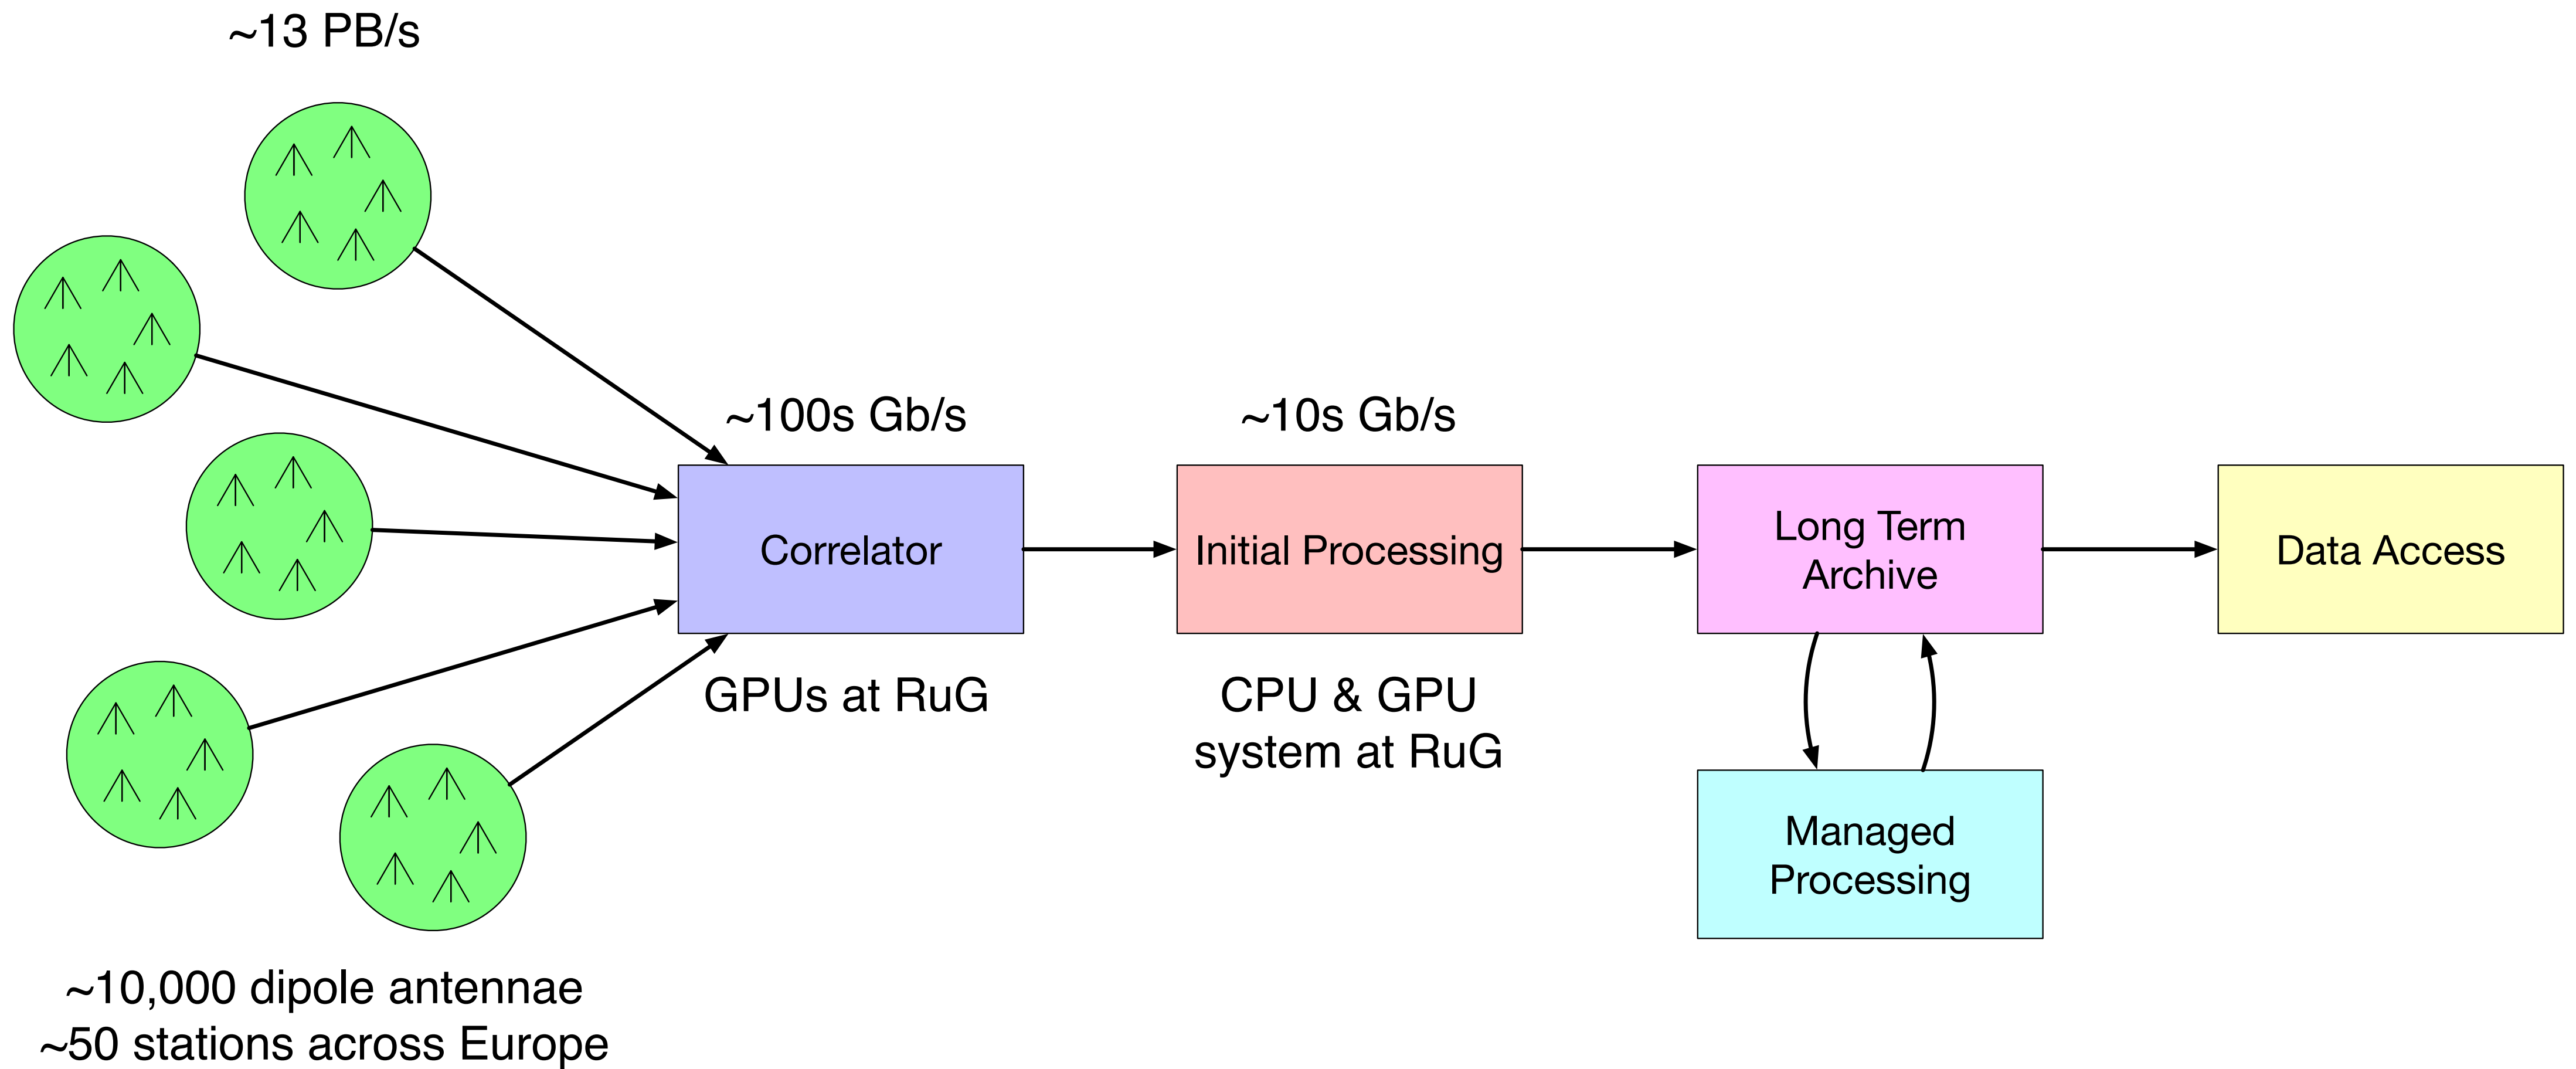 ~13 PB/s
~100s Gb/s
~10s Gb/s
Correlator
Initial Processing
Long Term
Archive
Data Access
GPUs at RuG
CPU & GPU
system at RuG
Managed
Processing
~10,000 dipole antennae
~50 stations across Europe